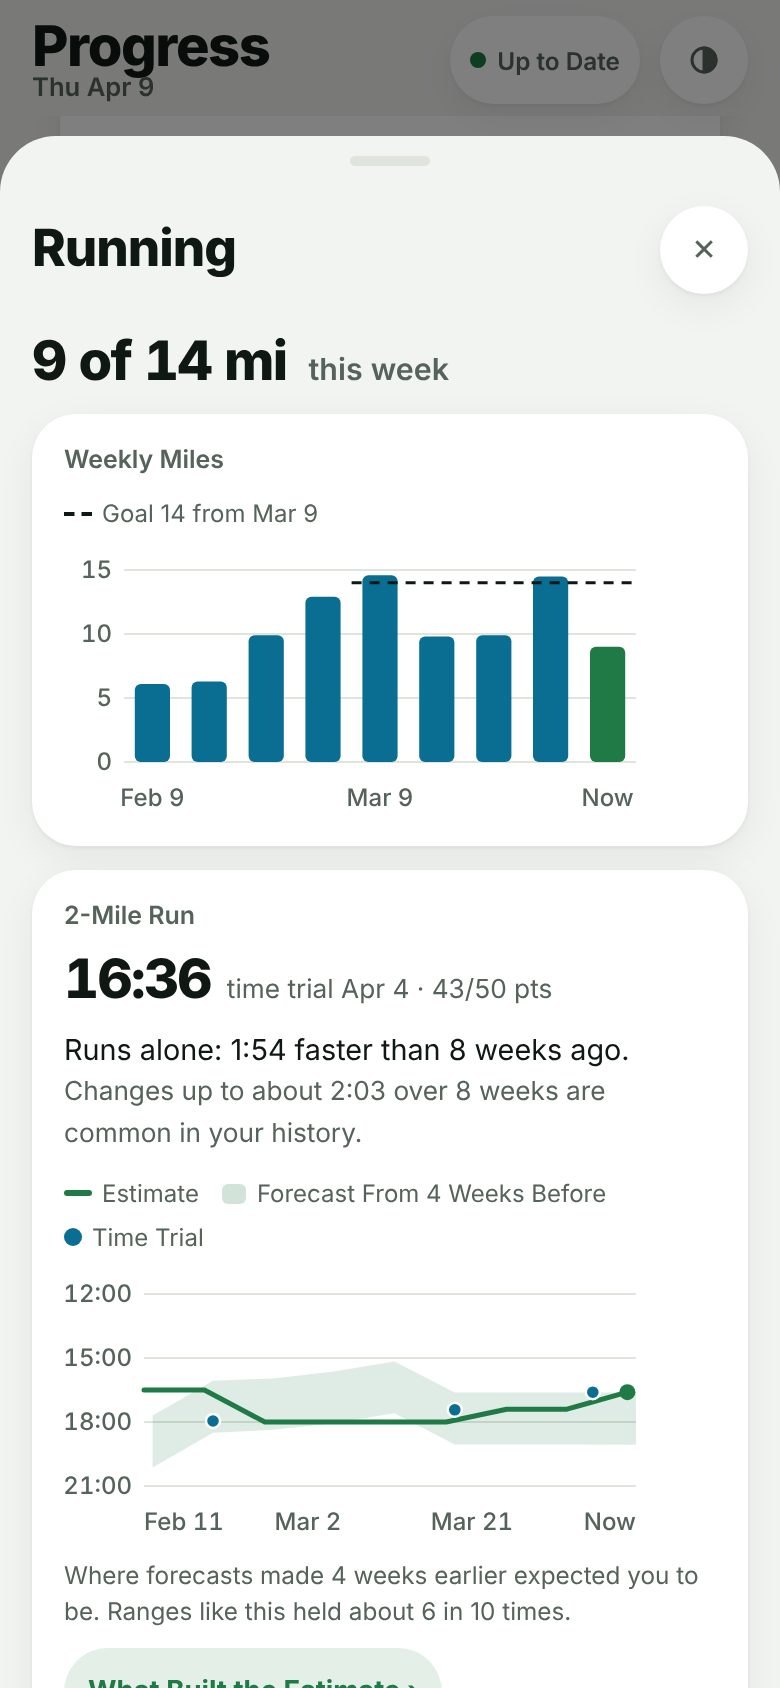 Progress
Thu Apr 9
Up to Date
Running
9 of 14 mi this week
Weekly Miles
Goal 14 from Mar 9
15
10
5
0
Feb 9 Mar 9 Now
2-Mile Run
16:36 time trial Apr 4 · 43/50 pts
Runs alone: 1:54 faster than 8 weeks ago.
Changes up to about 2:03 over 8 weeks are
common in your history.
Estimate Forecast From 4 Weeks Before
Time Trial
12:00
15:00
18:00
21:00
Feb 11 Mar 2 Mar 21 Now
Where forecasts made 4 weeks earlier expected you to
be. Ranges like this held about 6 in 10 times.
What Built the Estimate ›